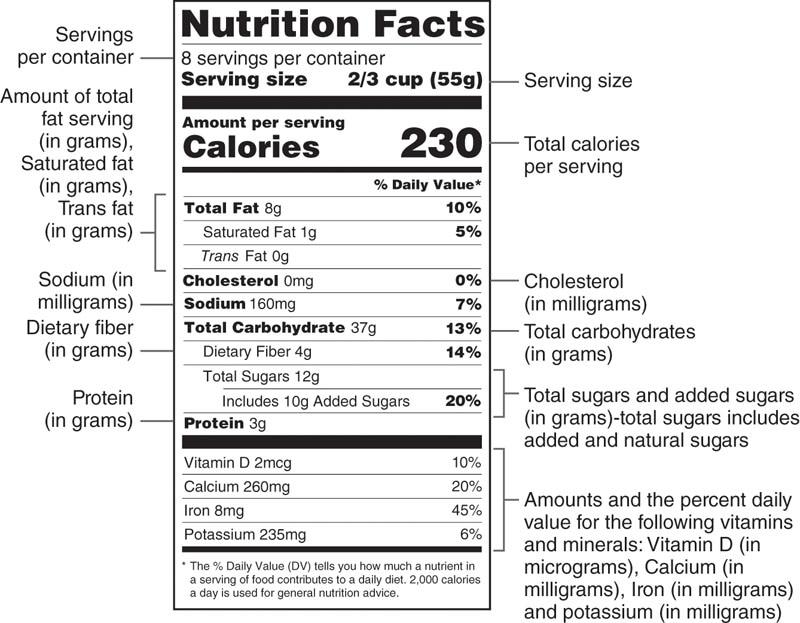 Nutrition Facts
8 servings per container
Serving size 2/3 cup (55g)
Amount per serving
Calories 230
% Daily Value*
Total Fat 8g 10%
Saturated Fat 1g 5%
Trans Fat 0g
Cholesterol 0mg 0%
Sodium 160mg 7%
Total Carbohydrate 37g 13%
Dietary Fiber 4g 14%
Total Sugars 12g
Includes 10g Added Sugars 20%
Protein 3g
Vitamin D 2mcg 10%
Calcium 260mg 20%
Iron 8mg 45%
Potassium 235mg 6%
* The % Daily Value (DV) tells you how much a nutrient in
a serving of food contributes to a daily diet. 2,000 calories
a day is used for general nutrition advice.
Servings
per container
Amount of total
fat serving
(in grams),
Saturated fat
(in grams),
Trans fat
(in grams)
Sodium (in
milligrams)
Dietary fiber
(in grams)
Protein
(in grams)
Serving size
Total calories
per serving
Cholesterol
(in milligrams)
Total carbohydrates
(in grams)
Total sugars and added sugars
(in grams)-total sugars includes
added and natural sugars
Amounts and the percent daily
value for the following vitamins
and minerals: Vitamin D (in
micrograms), Calcium (in
milligrams), Iron (in milligrams)
and potassium (in milligrams)